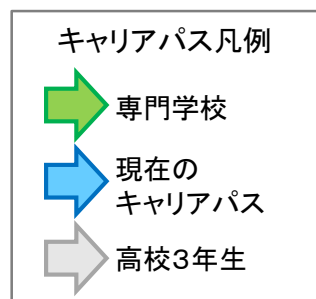 キャリアパス凡例
専門学校
現在の
キャリアパス
高校３年生